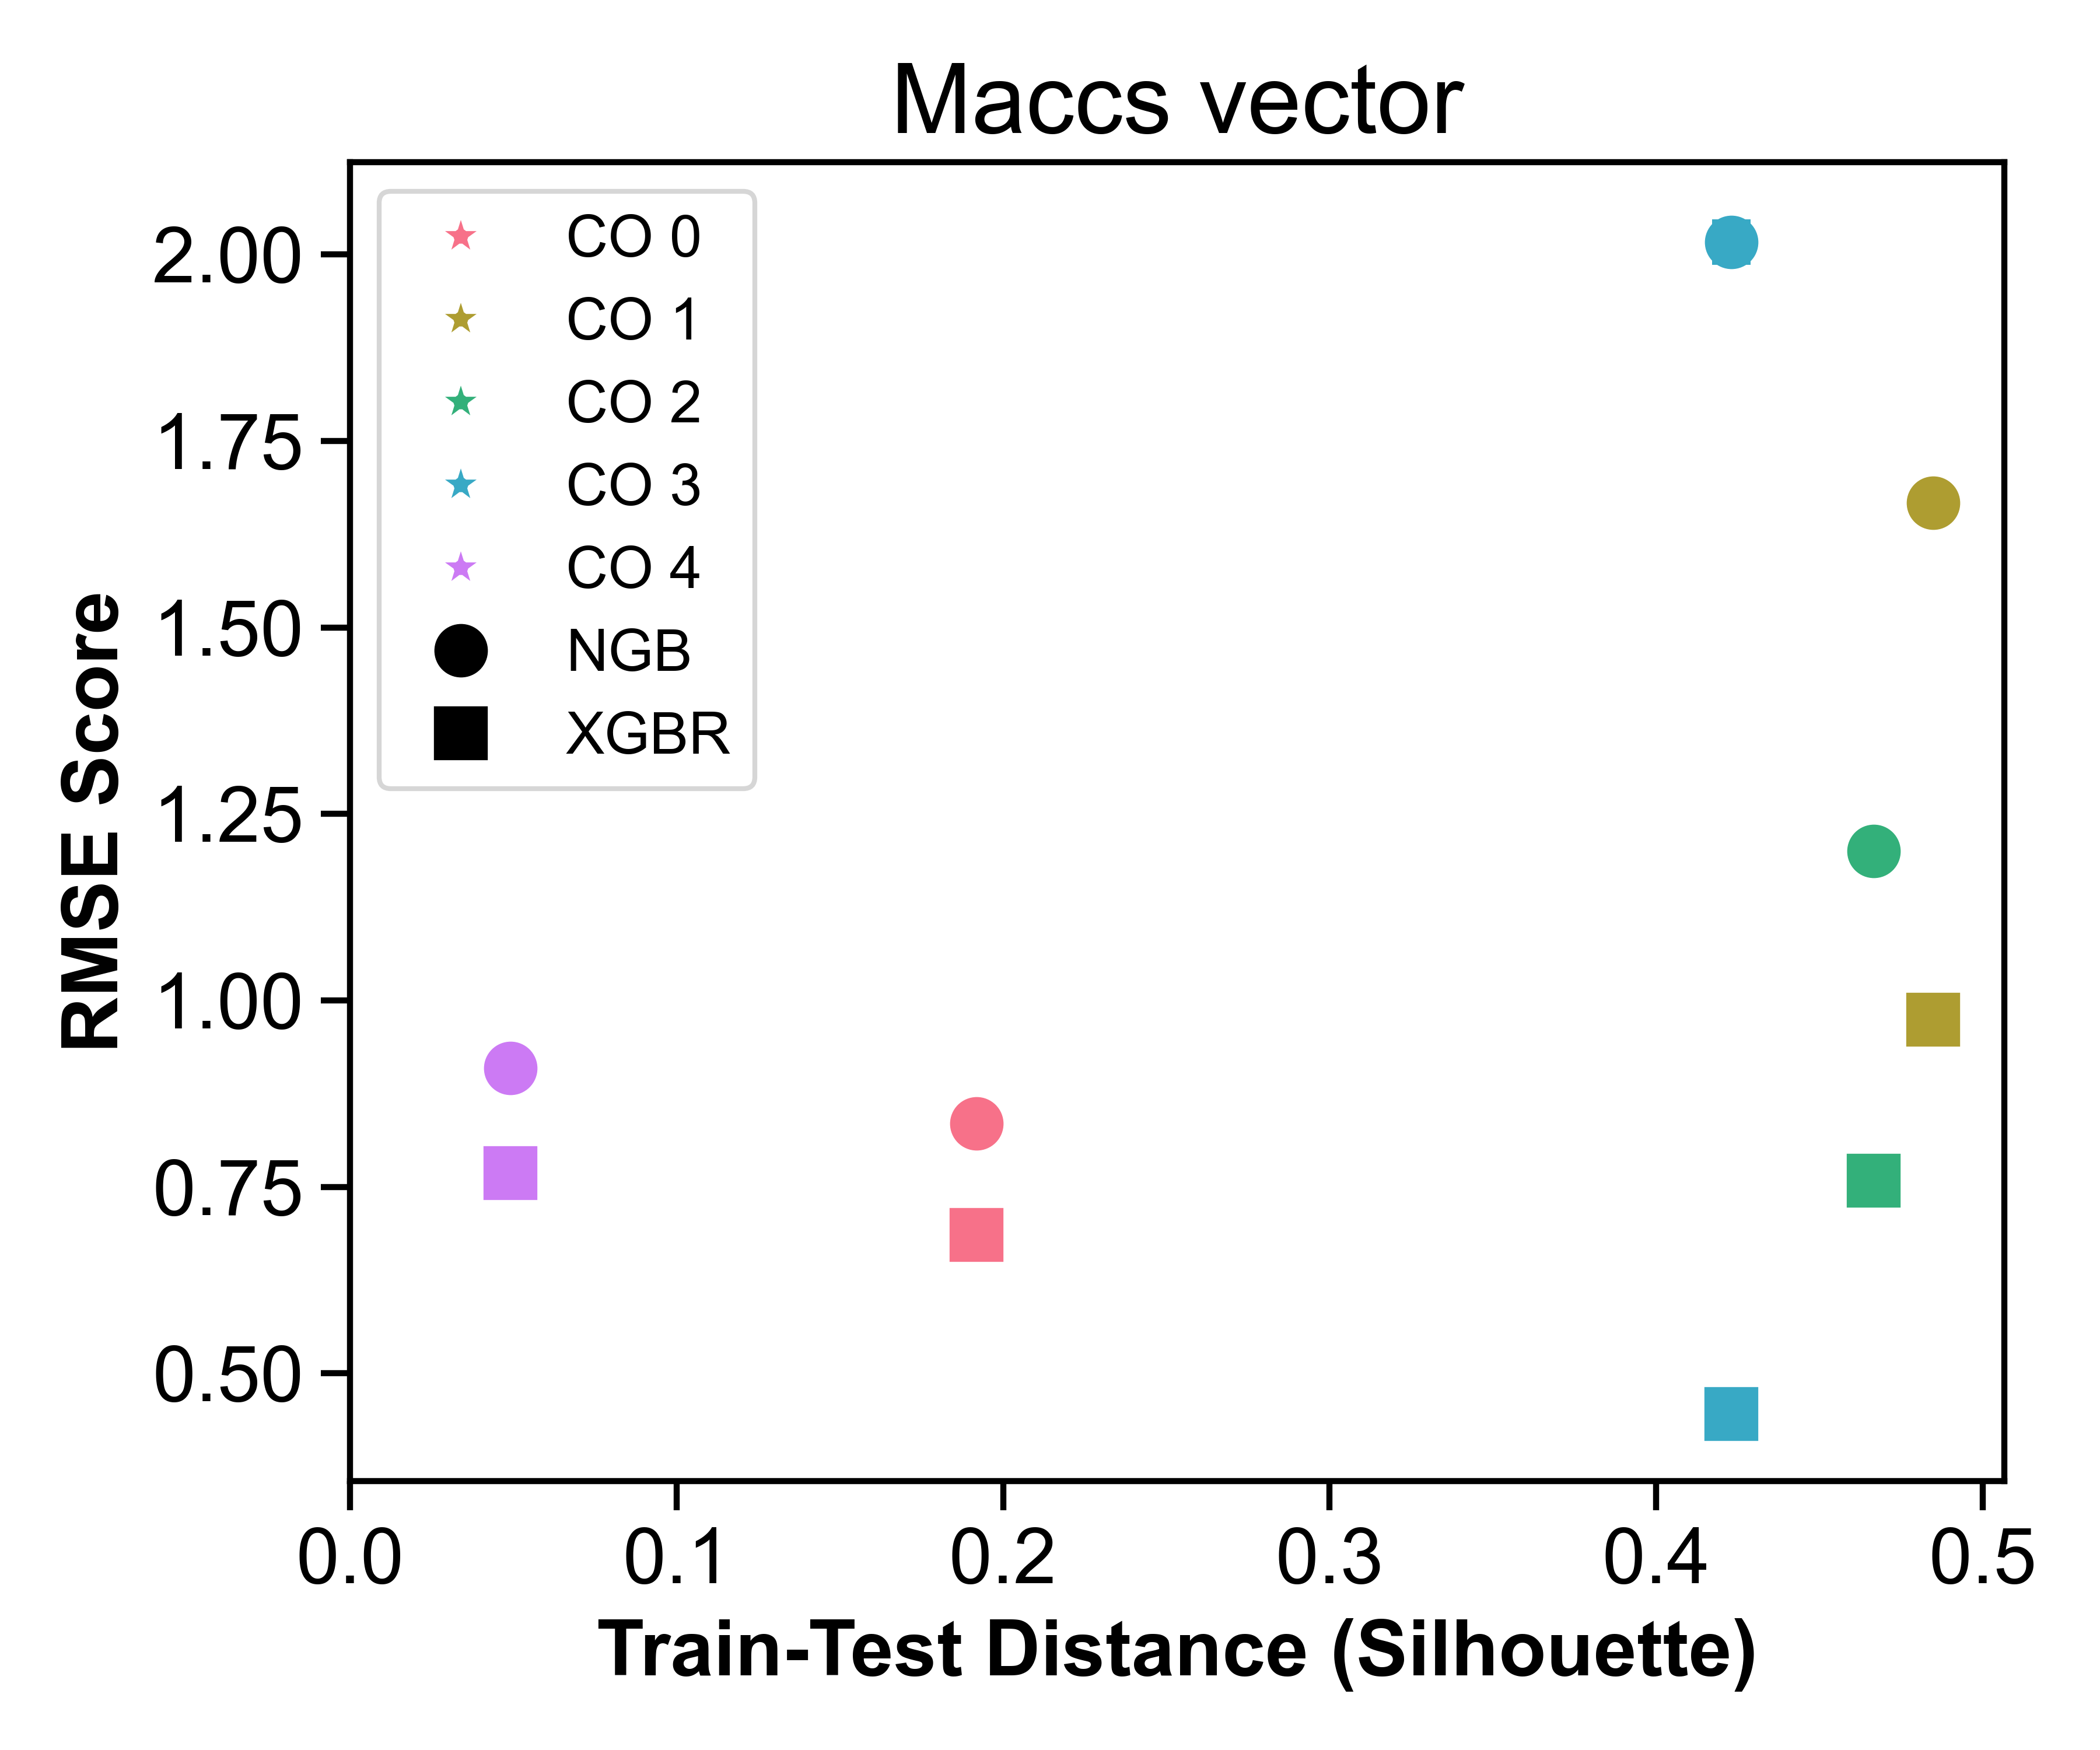 Maccs vector
CO 0
CO 1
CO 2
CO 3
CO 4
NGB
XGBR
RMSE Score
2.00
1.75
1.50
1.25
1.00
0.75
0.50
0.0
0.1
0.2
0.3
0.4
0.5
Train-Test Distance (Silhouette)